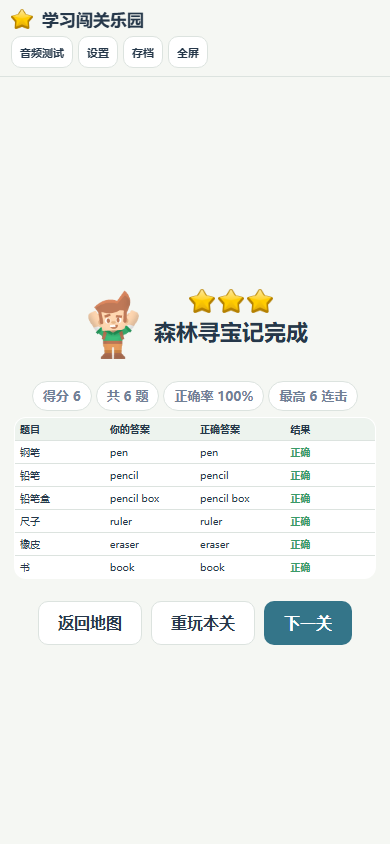 学习闯关乐园
音频测试 设置 存档 全屏
森林寻宝记完成
得分 6 共 6 题 正确率 100% 最高 6 连击
题目 你的答案 正确答案 结果
钢笔 pen pen 正确
铅笔 pencil pencil 正确
铅笔盒 pencil box pencil box 正确
尺子 ruler ruler 正确
橡皮 eraser eraser 正确
书 book book 正确
返回地图 重玩本关 下一关